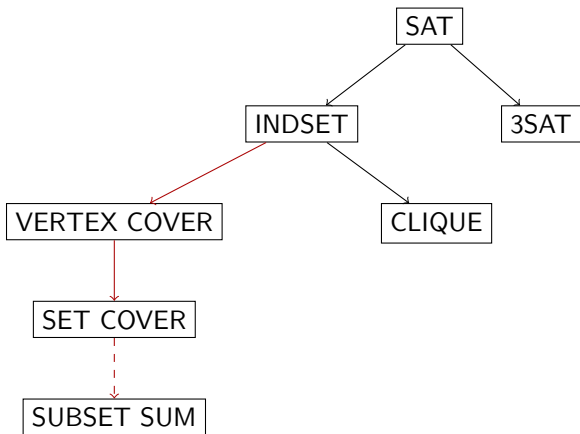 SAT
INDSET
3SAT
VERTEX COVER
CLIQUE
SET COVER
SUBSET SUM